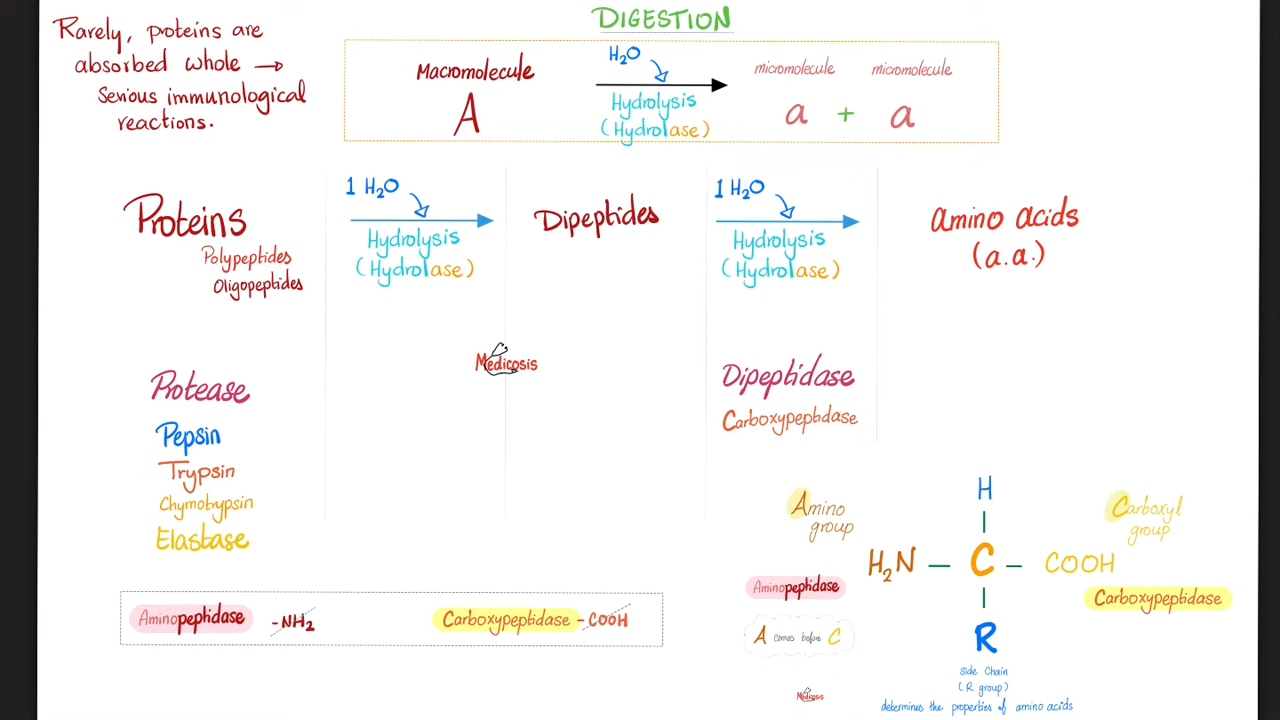 DIGESTION
Rarely, proteins are
absorbed whole →
Serious immunological
reactions.
Macromolecule
A
H₂O
Hydrolysis
(Hydrolase)
micromolecule micromolecule
a + a
Proteins
Polypeptides
Oligopeptides
1 H₂O
Hydrolysis
(Hydrolase)
Dipeptides
1 H₂O
Hydrolysis
(Hydrolase)
amino acids
(a.a.)
Medicosis
Protease
Pepsin
Trypsin
Chymotrypsin
Elastase
Dipeptidase
Carboxypeptidase
Aminopeptidase -NH₂
Carboxypeptidase -COOH
Amino
group
Carboxyl
group
H
H₂N — C — COOH
R
Aminopeptidase
Carboxypeptidase
A comes before C
side Chain
(R group)
determines the properties of amino acids
Medicosis